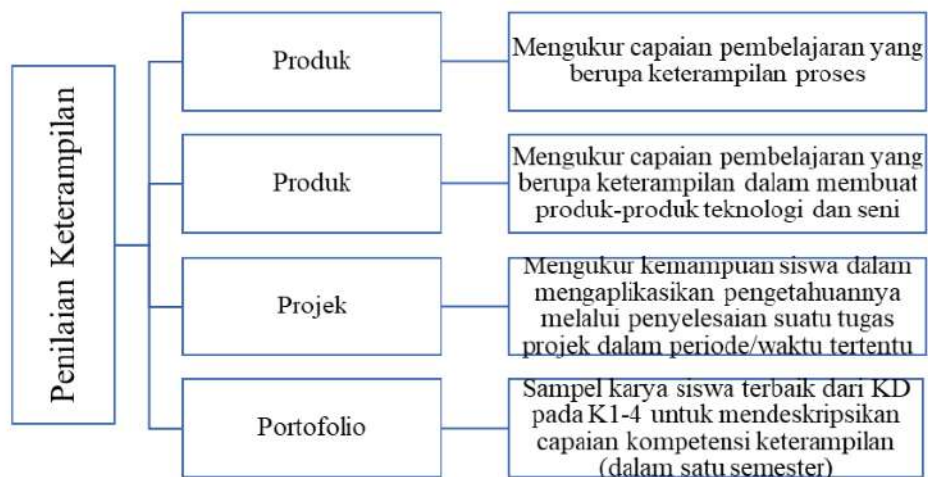 Penilaian Keterampilan
Produk
Mengukur capaian pembelajaran yang
berupa keterampilan proses
Produk
Mengukur capaian pembelajaran yang
berupa keterampilan dalam membuat
produk-produk teknologi dan seni
Projek
Mengukur kemampuan siswa dalam
mengaplikasikan pengetahuannya
melalui penyelesaian suatu tugas
projek dalam periode/waktu tertentu
Portofolio
Sampel karya siswa terbaik dari KD
pada K1-4 untuk mendeskripsikan
capaian kompetensi keterampilan
(dalam satu semester)